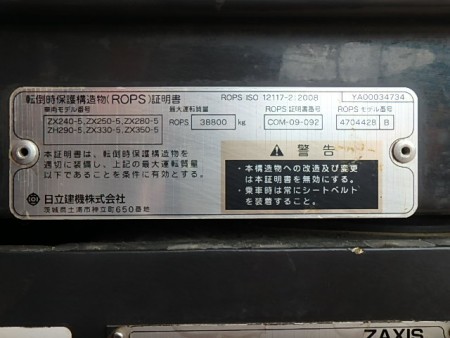 転倒時保護構造物(ROPS)証明書
ROPS ISO 12117-2:2008
YA00034734
車両モデル番号
最大運転質量
ROPS証明書番号
ROPSモデル番号
ZX240-5,ZX250-5,ZX280-5
ZH290-5,ZX330-5,ZX350-5
ROPS
38800
kg
COM-09-092
4704428
B
本証明書は、転倒時保護構造物を
適切に装備し、上記の最大運転質量
以下であることを条件に有効とする。
警告
・本構造物への改造及び変更は
本証明書を無効にする。
・乗車時は常にシートベルト
を装着すること。
日立建機株式会社
茨城県土浦市神立町650番地
ZAXIS